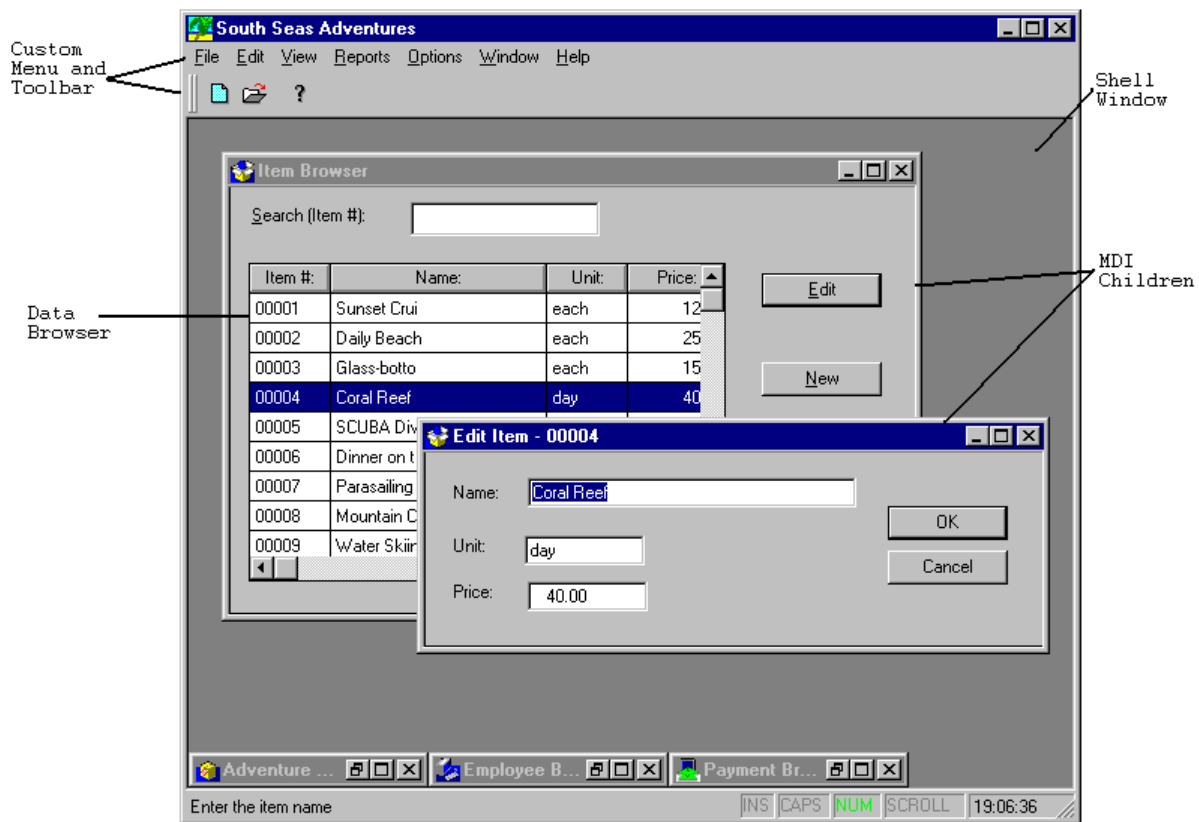 South Seas Adventures
Custom
Menu and
Toolbar
File Edit View Reports Options Window Help
?
Shell
Window
Item Browser
Search (Item #):
Item #: Name: Unit: Price:
00001 Sunset Crui each 12
00002 Daily Beach each 25
00003 Glass-botto each 15
00004 Coral Reef day 40
00005 SCUBA Div
00006 Dinner on t
00007 Parasailing
00008 Mountain C
00009 Water Skiin
Edit
New
MDI
Children
Data
Browser
Edit Item - 00004
Name: Coral Reef
Unit: day
Price: 40.00
OK
Cancel
Adventure ... Employee B... Payment Br...
Enter the item name INS CAPS NUM SCROLL 19:06:36